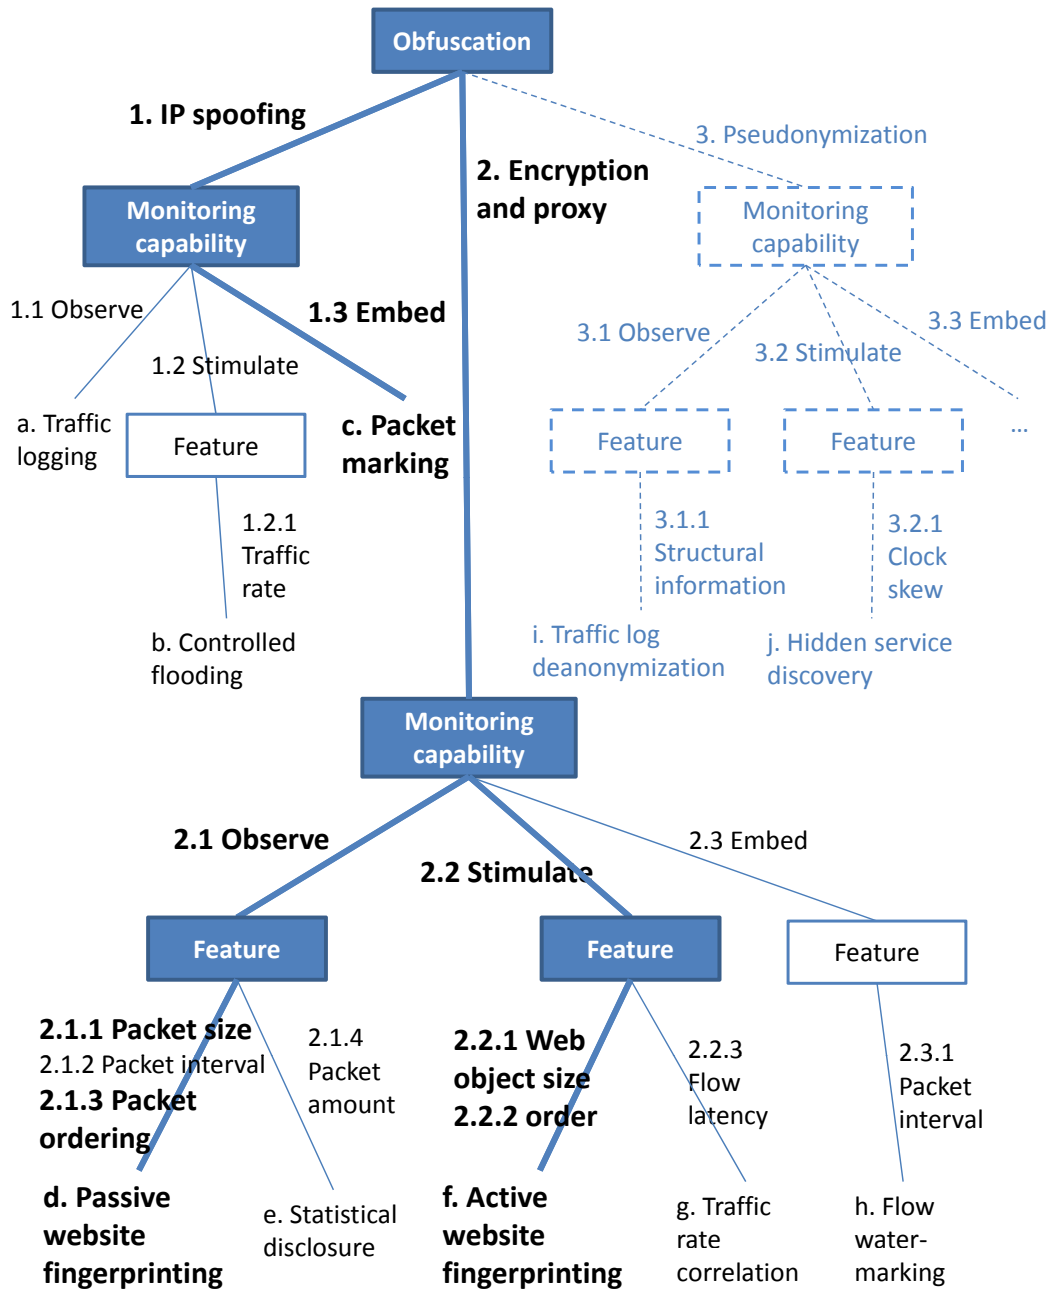 Obfuscation
1. IP spoofing
3. Pseudonymization
2. Encryption
and proxy
Monitoring
capability
Monitoring
capability
1.1 Observe
1.3 Embed
1.2 Stimulate
3.1 Observe
3.2 Stimulate
3.3 Embed
a. Traffic
logging
Feature
c. Packet
marking
Feature
Feature
...
1.2.1
Traffic
rate
3.1.1
Structural
information
3.2.1
Clock
skew
b. Controlled
flooding
i. Traffic log
deanonymization
j. Hidden service
discovery
Monitoring
capability
2.1 Observe
2.2 Stimulate
2.3 Embed
Feature
Feature
Feature
2.1.1 Packet size
2.1.2 Packet interval
2.1.3 Packet
ordering
2.1.4
Packet
amount
2.2.1 Web
object size
2.2.2 order
2.2.3
Flow
latency
2.3.1
Packet
interval
d. Passive
website
fingerprinting
e. Statistical
disclosure
f. Active
website
fingerprinting
g. Traffic
rate
correlation
h. Flow
water-
marking